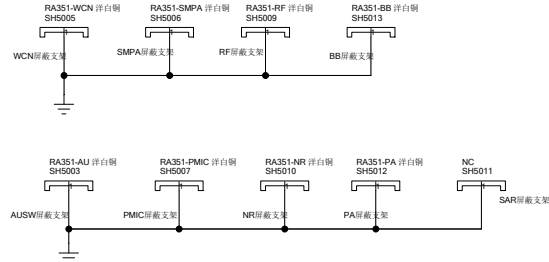 RA351-WCN 洋白铜
SH5005
RA351-SMPA 洋白铜
SH5006
RA351-RF 洋白铜
SH5009
RA351-BB 洋白铜
SH5013
WCN屏蔽支架
SMPA屏蔽支架
RF屏蔽支架
BB屏蔽支架
RA351-AU 洋白铜
SH5003
RA351-PMIC 洋白铜
SH5007
RA351-NR 洋白铜
SH5010
RA351-PA 洋白铜
SH5012
NC
SH5011
SAR屏蔽支架
AUSW屏蔽支架
PMIC屏蔽支架
NR屏蔽支架
PA屏蔽支架